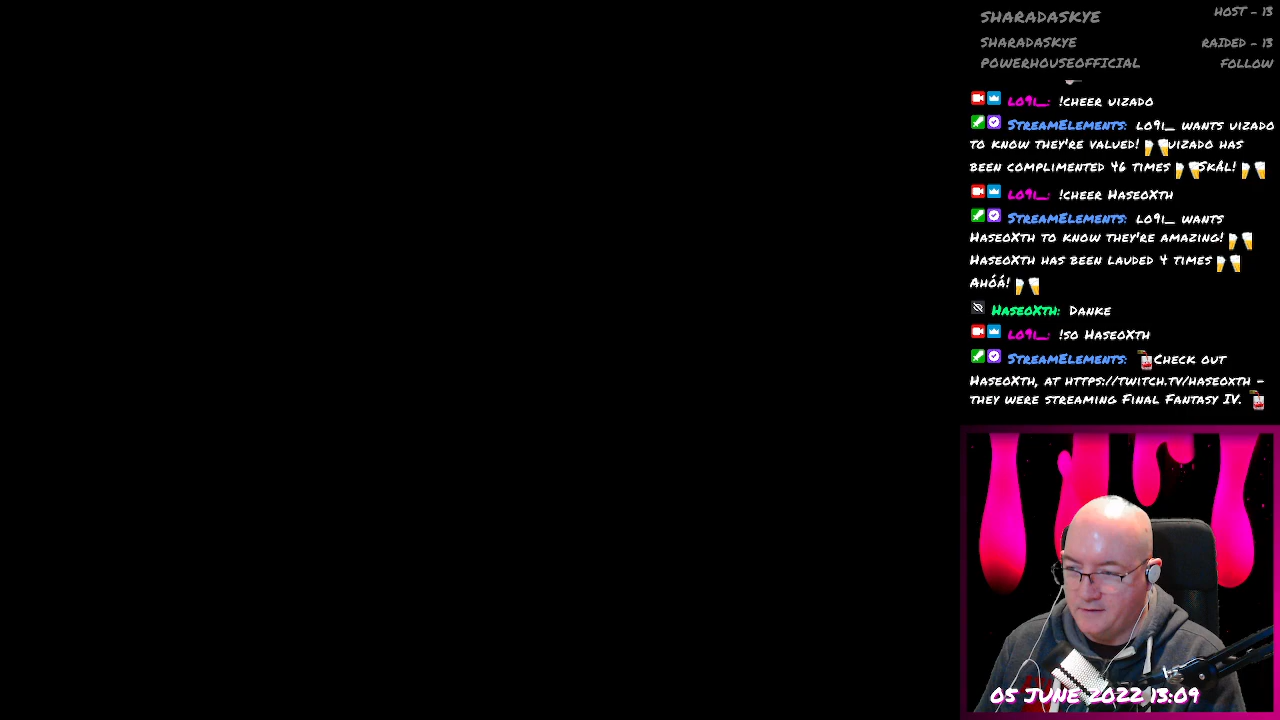 SHARADASKYE HOST - 13
SHARADASKYE RAIDED - 13
POWERHOUSEOFFICIAL FOLLOW
LO9I_: !CHEER UIZADO
STREAMELEMENTS: LO9I_ WANTS UIZADO
TO KNOW THEY'RE VALUED! UIZADO HAS
BEEN COMPLIMENTED 46 TIMES SKÅL!
LO9I_: !CHEER HASEOXTH
STREAMELEMENTS: LO9I_ WANTS
HASEOXTH TO KNOW THEY'RE AMAZING!
HASEOXTH HAS BEEN LAUDED 4 TIMES
AHÓÁ!
HASEOXTH: DANKE
LO9I_: !SO HASEOXTH
STREAMELEMENTS: CHECK OUT
HASEOXTH, AT HTTPS://TWITCH.TV/HASEOXTH -
THEY WERE STREAMING FINAL FANTASY IV.
05 JUNE 2022 13:09